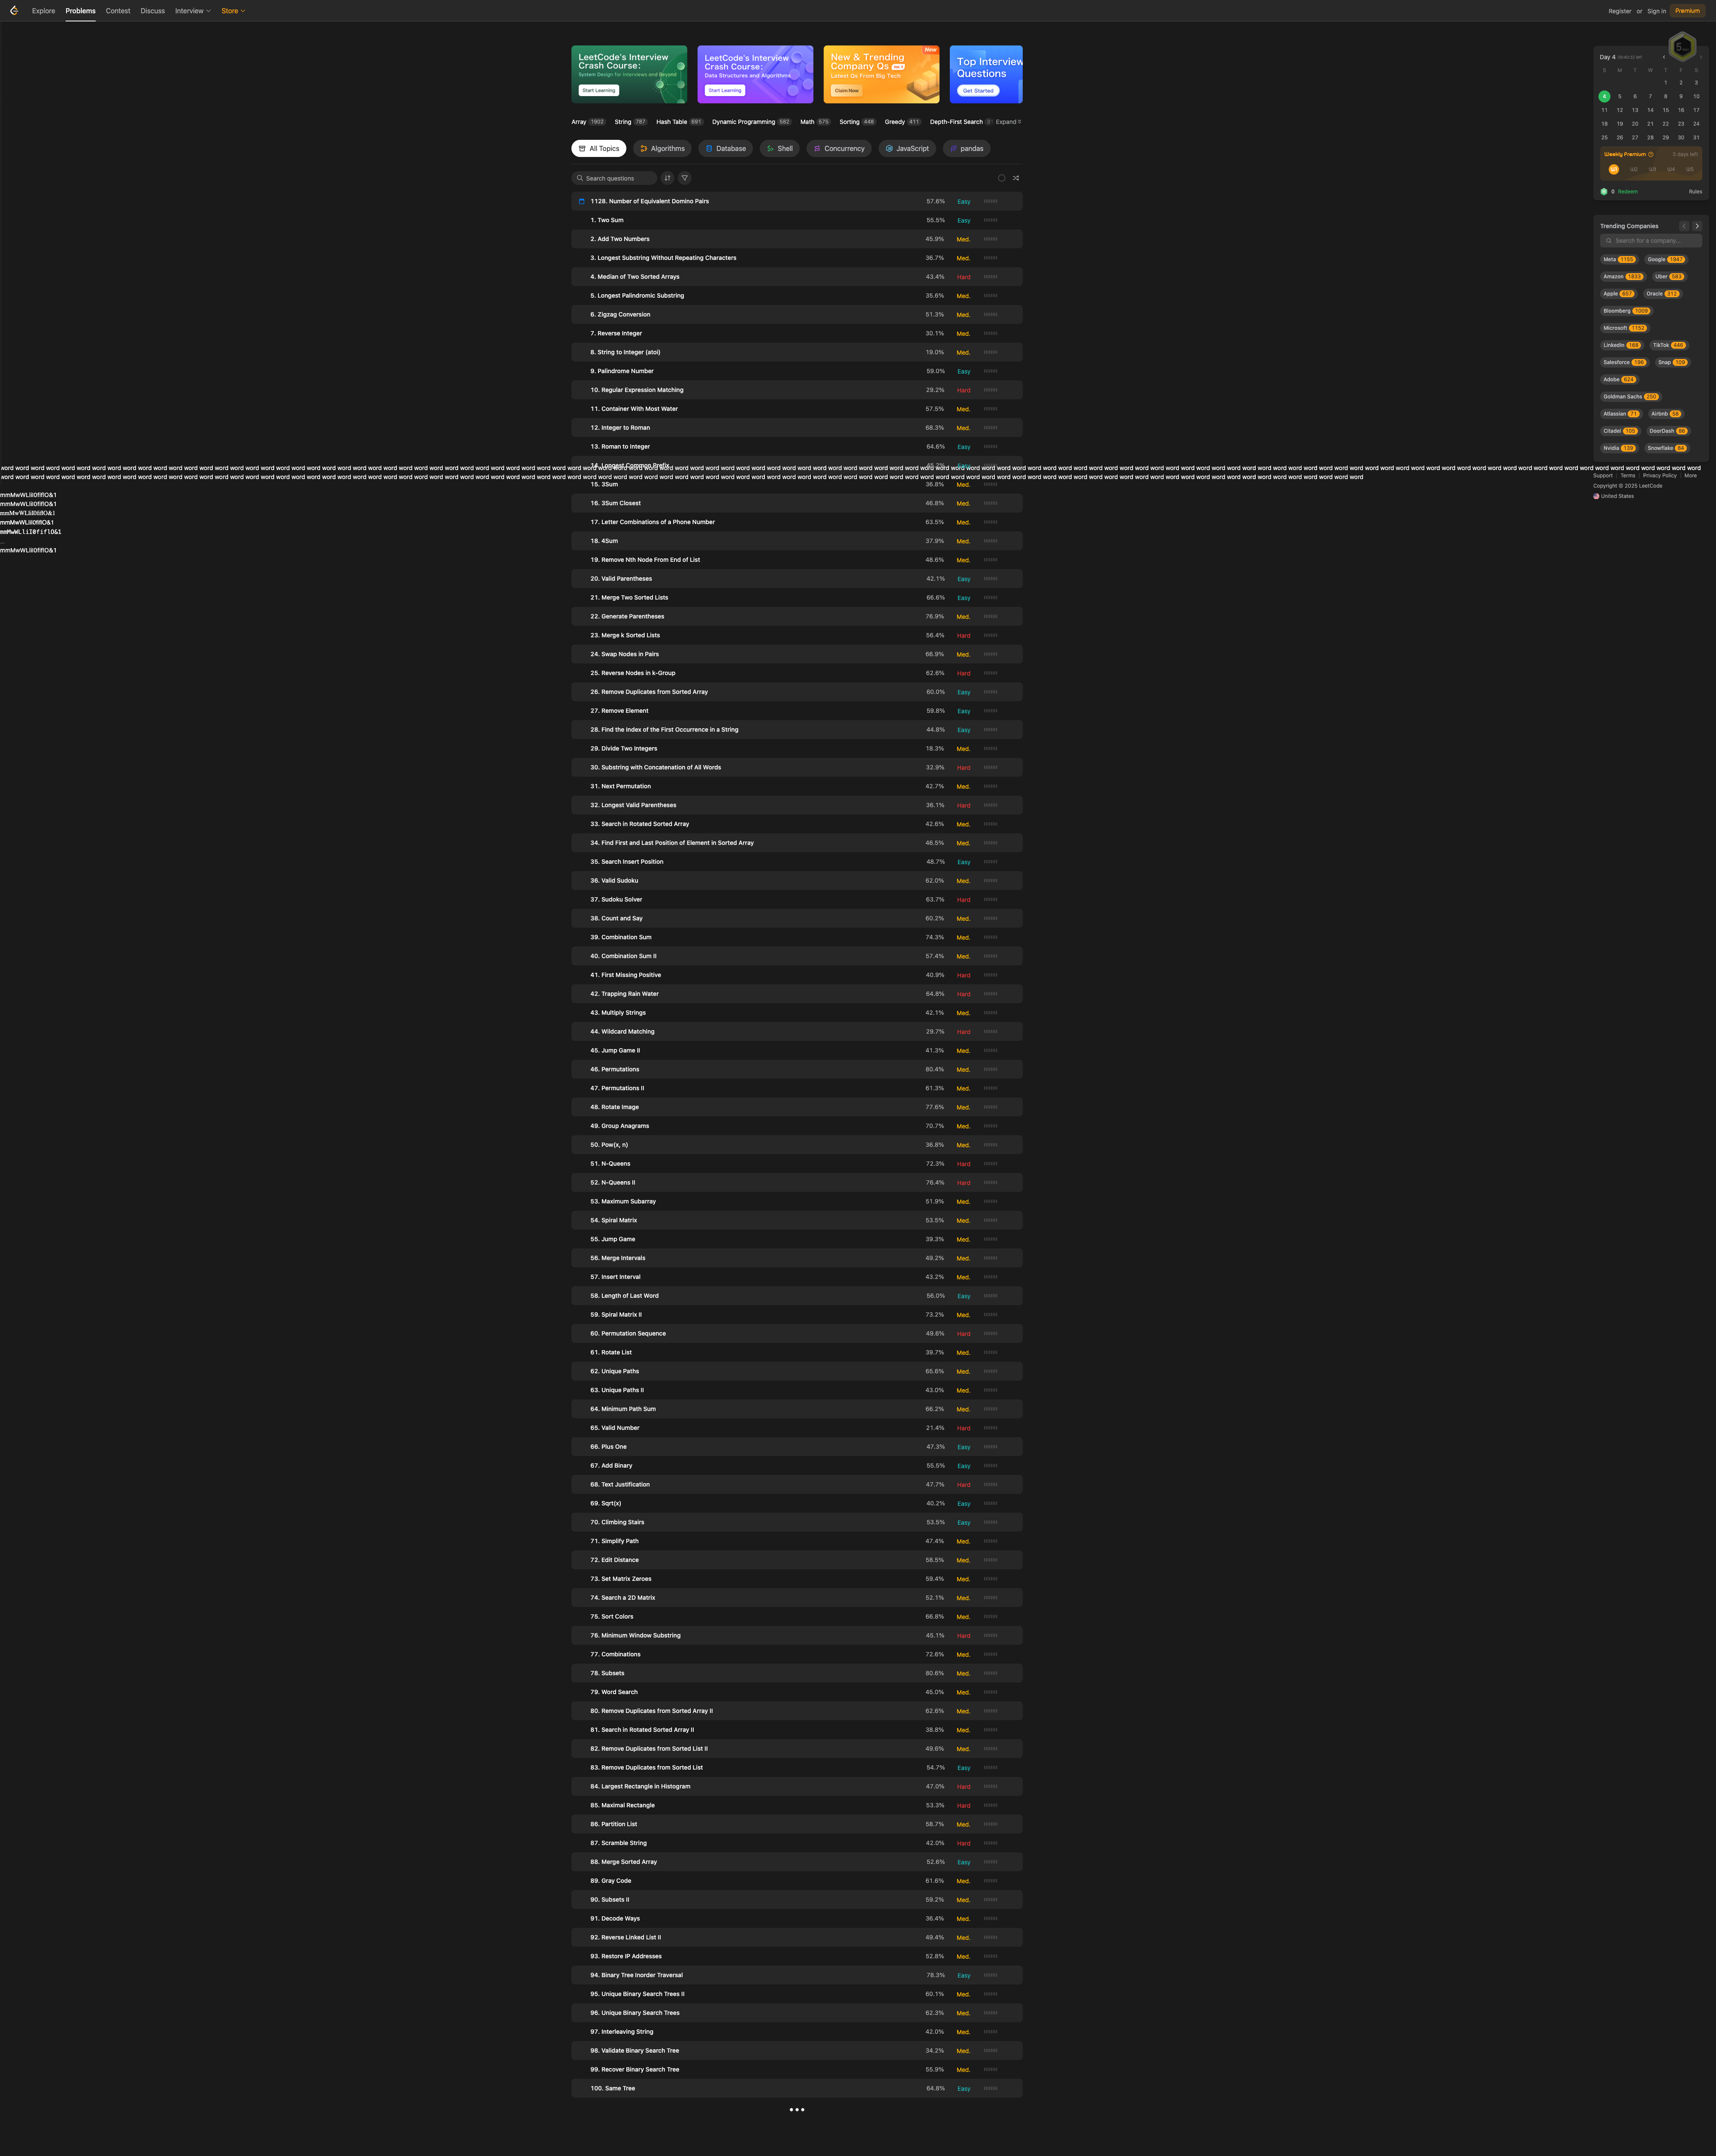 Explore Problems Contest Discuss Interview Store Register or Sign in Premium
LeetCode's Interview Crash Course:
System Design for Interviews and Beyond
Start Learning
LeetCode's Interview Crash Course:
Data Structures and Algorithms
Start Learning
New
New & Trending
Company Qs
Latest Qs From Big Tech
Claim Now
Top Interview
Questions
Get Started
Array 1902 String 787 Hash Table 691 Dynamic Programming 582 Math 575 Sorting 448 Greedy 411 Depth-First Search Expand
All Topics Algorithms Database Shell Concurrency JavaScript pandas
Search questions
1128. Number of Equivalent Domino Pairs 57.6% Easy
1. Two Sum 55.5% Easy
2. Add Two Numbers 45.9% Med.
3. Longest Substring Without Repeating Characters 36.7% Med.
4. Median of Two Sorted Arrays 43.4% Hard
5. Longest Palindromic Substring 35.6% Med.
6. Zigzag Conversion 51.3% Med.
7. Reverse Integer 30.1% Med.
8. String to Integer (atoi) 19.0% Med.
9. Palindrome Number 59.0% Easy
10. Regular Expression Matching 29.2% Hard
11. Container With Most Water 57.5% Med.
12. Integer to Roman 68.3% Med.
13. Roman to Integer 64.6% Easy
14. Longest Common Prefix 45.2% Easy
15. 3Sum 36.8% Med.
16. 3Sum Closest 46.8% Med.
17. Letter Combinations of a Phone Number 63.5% Med.
18. 4Sum 37.9% Med.
19. Remove Nth Node From End of List 48.6% Med.
20. Valid Parentheses 42.1% Easy
21. Merge Two Sorted Lists 66.6% Easy
22. Generate Parentheses 76.9% Med.
23. Merge k Sorted Lists 56.4% Hard
24. Swap Nodes in Pairs 66.9% Med.
25. Reverse Nodes in k-Group 62.6% Hard
26. Remove Duplicates from Sorted Array 60.0% Easy
27. Remove Element 59.8% Easy
28. Find the Index of the First Occurrence in a String 44.8% Easy
29. Divide Two Integers 18.3% Med.
30. Substring with Concatenation of All Words 32.9% Hard
31. Next Permutation 42.7% Med.
32. Longest Valid Parentheses 36.1% Hard
33. Search in Rotated Sorted Array 42.6% Med.
34. Find First and Last Position of Element in Sorted Array 46.5% Med.
35. Search Insert Position 48.7% Easy
36. Valid Sudoku 62.0% Med.
37. Sudoku Solver 63.7% Hard
38. Count and Say 60.2% Med.
39. Combination Sum 74.3% Med.
40. Combination Sum II 57.4% Med.
41. First Missing Positive 40.9% Hard
42. Trapping Rain Water 64.8% Hard
43. Multiply Strings 42.1% Med.
44. Wildcard Matching 29.7% Hard
45. Jump Game II 41.3% Med.
46. Permutations 80.4% Med.
47. Permutations II 61.3% Med.
48. Rotate Image 77.6% Med.
49. Group Anagrams 70.7% Med.
50. Pow(x, n) 36.8% Med.
51. N-Queens 72.3% Hard
52. N-Queens II 76.4% Hard
53. Maximum Subarray 51.9% Med.
54. Spiral Matrix 53.5% Med.
55. Jump Game 39.3% Med.
56. Merge Intervals 49.2% Med.
57. Insert Interval 43.2% Med.
58. Length of Last Word 56.0% Easy
59. Spiral Matrix II 73.2% Med.
60. Permutation Sequence 49.6% Hard
61. Rotate List 39.7% Med.
62. Unique Paths 65.6% Med.
63. Unique Paths II 43.0% Med.
64. Minimum Path Sum 66.2% Med.
65. Valid Number 21.4% Hard
66. Plus One 47.3% Easy
67. Add Binary 55.5% Easy
68. Text Justification 47.7% Hard
69. Sqrt(x) 40.2% Easy
70. Climbing Stairs 53.5% Easy
71. Simplify Path 47.4% Med.
72. Edit Distance 58.5% Med.
73. Set Matrix Zeroes 59.4% Med.
74. Search a 2D Matrix 52.1% Med.
75. Sort Colors 66.8% Med.
76. Minimum Window Substring 45.1% Hard
77. Combinations 72.6% Med.
78. Subsets 80.6% Med.
79. Word Search 45.0% Med.
80. Remove Duplicates from Sorted Array II 62.6% Med.
81. Search in Rotated Sorted Array II 38.8% Med.
82. Remove Duplicates from Sorted List II 49.6% Med.
83. Remove Duplicates from Sorted List 54.7% Easy
84. Largest Rectangle in Histogram 47.0% Hard
85. Maximal Rectangle 53.3% Hard
86. Partition List 58.7% Med.
87. Scramble String 42.0% Hard
88. Merge Sorted Array 52.6% Easy
89. Gray Code 61.6% Med.
90. Subsets II 59.2% Med.
91. Decode Ways 36.4% Med.
92. Reverse Linked List II 49.4% Med.
93. Restore IP Addresses 52.8% Med.
94. Binary Tree Inorder Traversal 78.3% Easy
95. Unique Binary Search Trees II 60.1% Med.
96. Unique Binary Search Trees 62.3% Med.
97. Interleaving String 42.0% Med.
98. Validate Binary Search Tree 34.2% Med.
99. Recover Binary Search Tree 55.9% Med.
100. Same Tree 64.8% Easy
Day 4
S M T W T F S
1 2 3
4 5 6 7 8 9 10
11 12 13 14 15 16 17
18 19 20 21 22 23 24
25 26 27 28 29 30 31
Weekly Premium 3 days left
W1 W2 W3 W4 W5
0 Redeem Rules
Trending Companies
Search for a company...
Meta 1155 Google 1947
Amazon 1833 Uber 383
Apple 857 Oracle 312
Bloomberg 1009
Microsoft 1152
LinkedIn 168 TikTok 446
Salesforce 196 Snap 109
Adobe 624
Goldman Sachs 250
Atlassian 71 Airbnb 64
Citadel 105 DoorDash 86
Nvidia 139 Snowflake 84
Support Terms Privacy Policy More
Copyright © 2025 LeetCode
United States
mmMwWLliI0fiflO&1
mmMwWLliI0fiflO&1
mmMwWLliI0fiflO&1
mmMwWLliI0fiflO&1
mmMwWLliI0fiflO&1
...
mmMwWLliI0fiflO&1